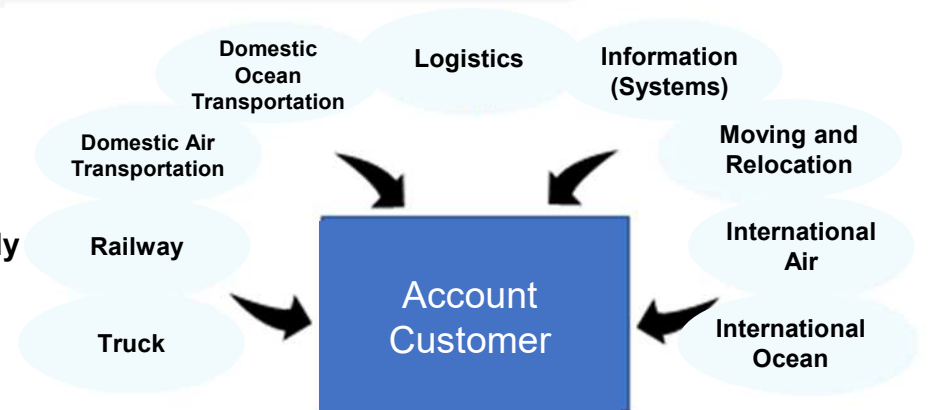 Domestic
Ocean
Transportation
Logistics
Information
(Systems)
Domestic Air
Transportation
Moving and
Relocation
Railway
International
Air
Truck
International
Ocean
Account
Customer